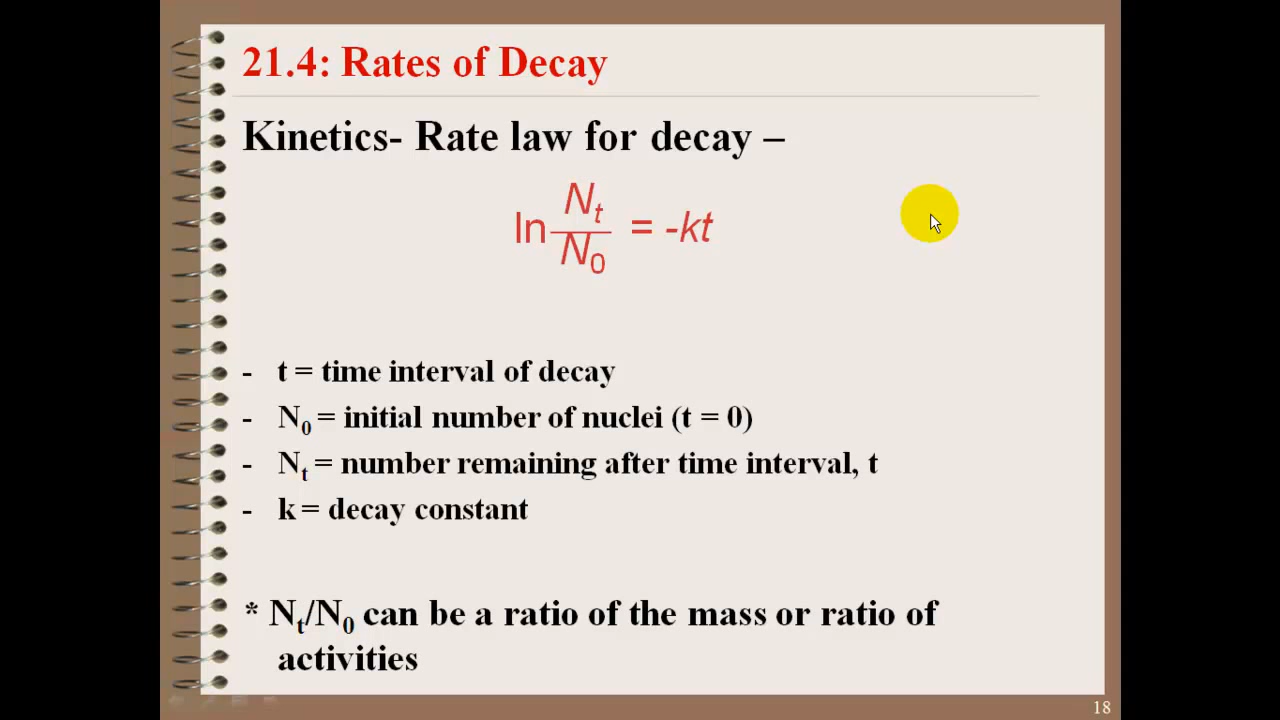 21.4: Rates of Decay
Kinetics- Rate law for decay –
ln Nt/N0 = -kt
- t = time interval of decay
- N0 = initial number of nuclei (t = 0)
- Nt = number remaining after time interval, t
- k = decay constant
* Nt/N0 can be a ratio of the mass or ratio of
activities
18